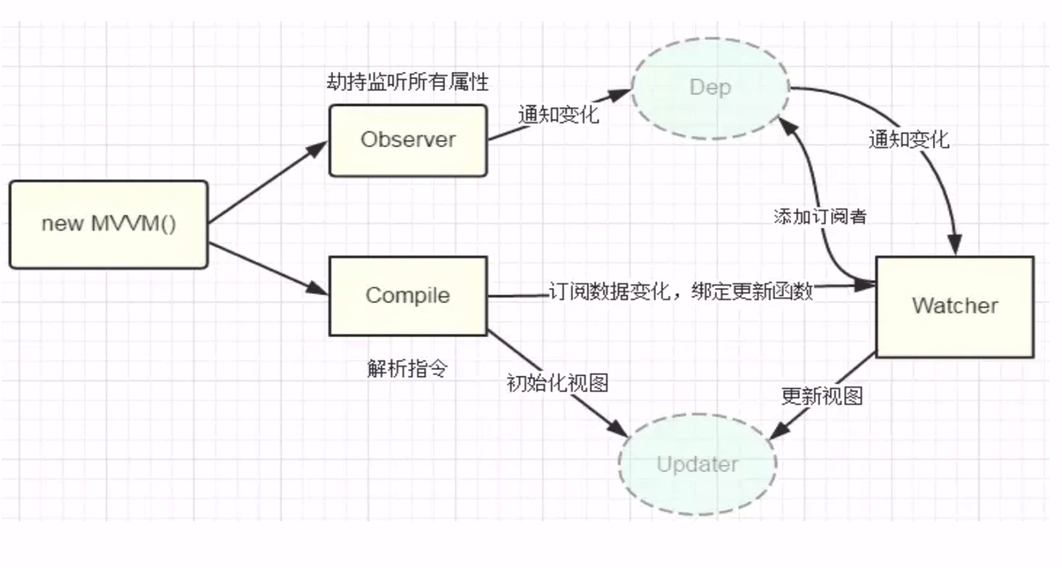 劫持监听所有属性
Observer
通知变化
Dep
通知变化
new MVVM()
添加订阅者
Compile
订阅数据变化，绑定更新函数
Watcher
解析指令
初始化视图
更新视图
Updater